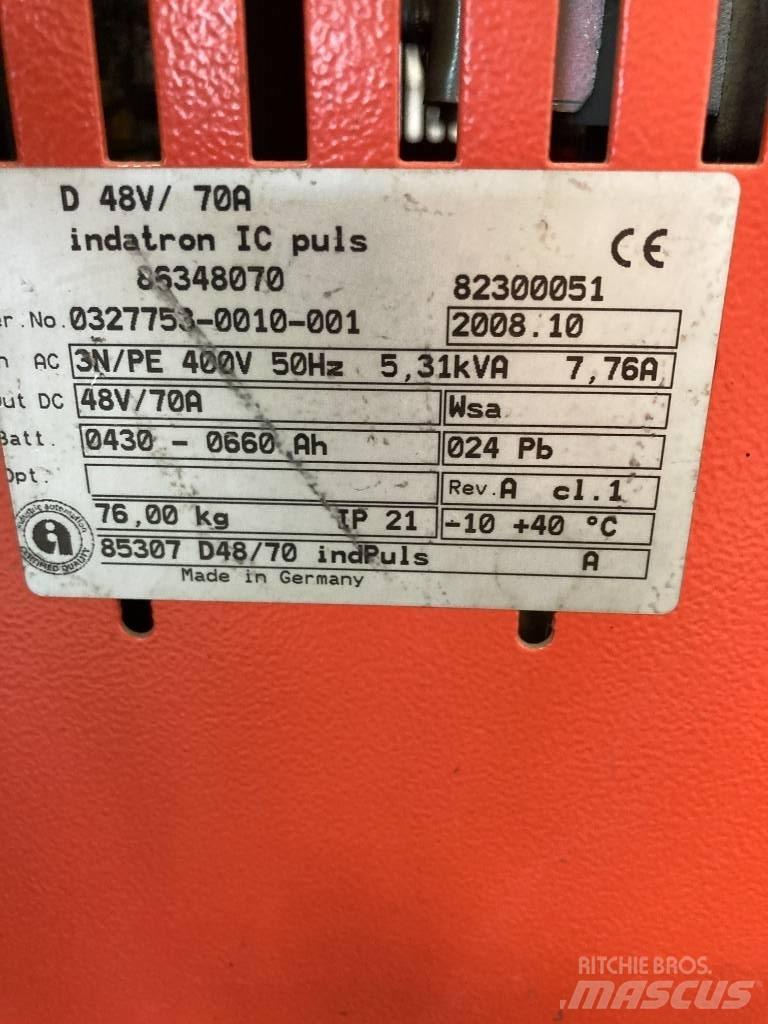 D 48V/ 70A
indatron IC puls
CE
86348070 82300051
er.No. 0327753-0010-001 2008.10
n AC 3N/PE 400V 50Hz 5,31kVA 7,76A
ut DC 48V/70A Wsa
Batt. 0430 - 0660 Ah 024 Pb
Opt. Rev.A cl.1
76,00 kg IP 21 -10 +40 °C
85307 D48/70 indPuls A
Made in Germany
RITCHIE BROS.
MASCUS